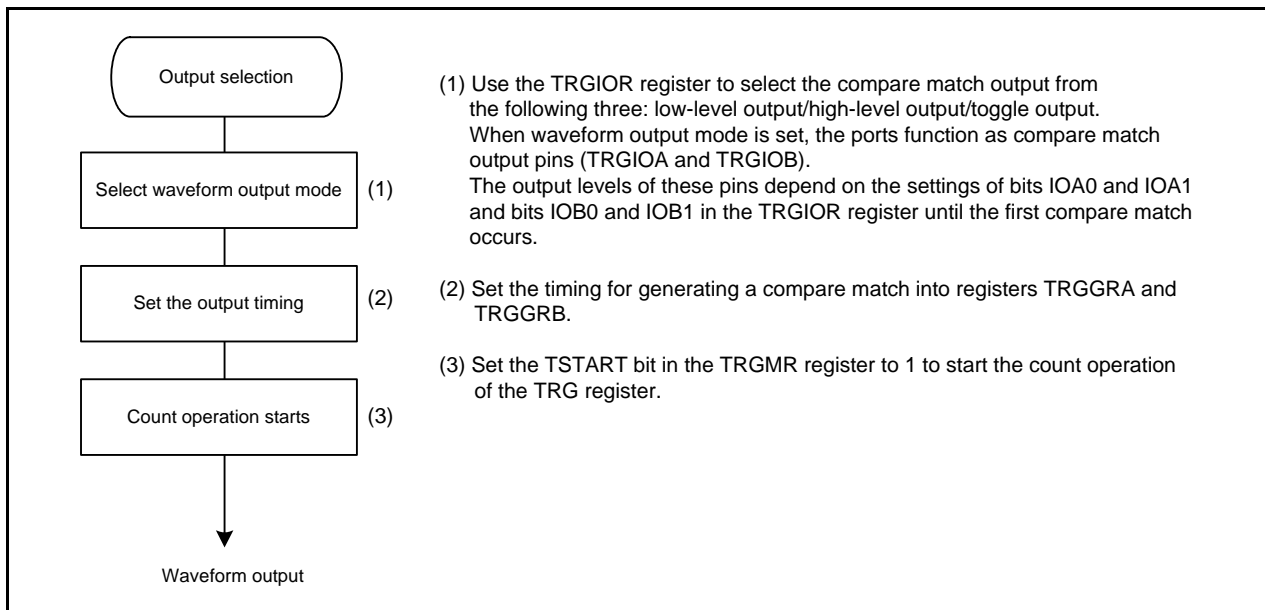 Output selection
Select waveform output mode
(1)
Set the output timing
(2)
Count operation starts
(3)
Waveform output
(1) Use the TRGIOR register to select the compare match output from
the following three: low-level output/high-level output/toggle output.
When waveform output mode is set, the ports function as compare match
output pins (TRGIOA and TRGIOB).
The output levels of these pins depend on the settings of bits IOA0 and IOA1
and bits IOB0 and IOB1 in the TRGIOR register until the first compare match
occurs.
(2) Set the timing for generating a compare match into registers TRGGRA and
TRGGRB.
(3) Set the TSTART bit in the TRGMR register to 1 to start the count operation
of the TRG register.